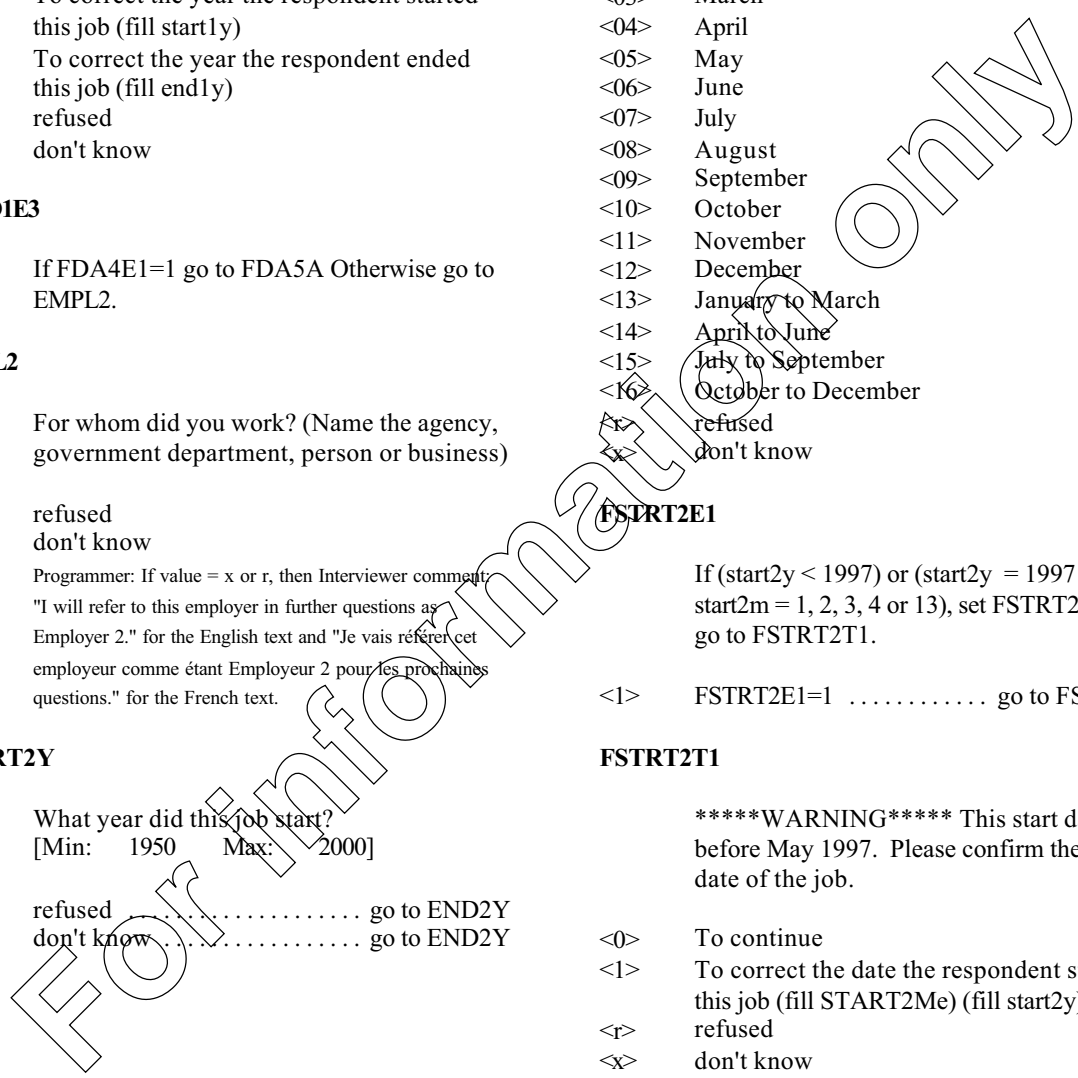 To correct the year the respondent started
this job (fill start1y)
To correct the year the respondent ended
this job (fill end1y)
refused
don't know
1E3
If FDA4E1=1 go to FDA5A Otherwise go to
EMPL2.
L2
For whom did you work? (Name the agency,
government department, person or business)
refused
don't know
Programmer: If value = x or r, then Interviewer comment:
"I will refer to this employer in further questions as
Employer 2." for the English text and "Je vais référer cet
employeur comme étant Employeur 2 pour les prochaines
questions." for the French text.
RT2Y
What year did this job start?
[Min: 1950 Max: 2000]
refused ..................... go to END2Y
don't know ................... go to END2Y
<03> March
<04> April
<05> May
<06> June
<07> July
<08> August
<09> September
<10> October
<11> November
<12> December
<13> January to March
<14> April to June
<15> July to September
<16> October to December
<r> refused
<x> don't know
FSTRT2E1
If (start2y < 1997) or (start2y = 1997
start2m = 1, 2, 3, 4 or 13), set FSTRT2
go to FSTRT2T1.
<1> FSTRT2E1=1 ............ go to FS
FSTRT2T1
*****WARNING***** This start d
before May 1997. Please confirm the
date of the job.
<0> To continue
<1> To correct the date the respondent s
this job (fill START2Me) (fill start2y)
<r> refused
<x> don't know
For information only